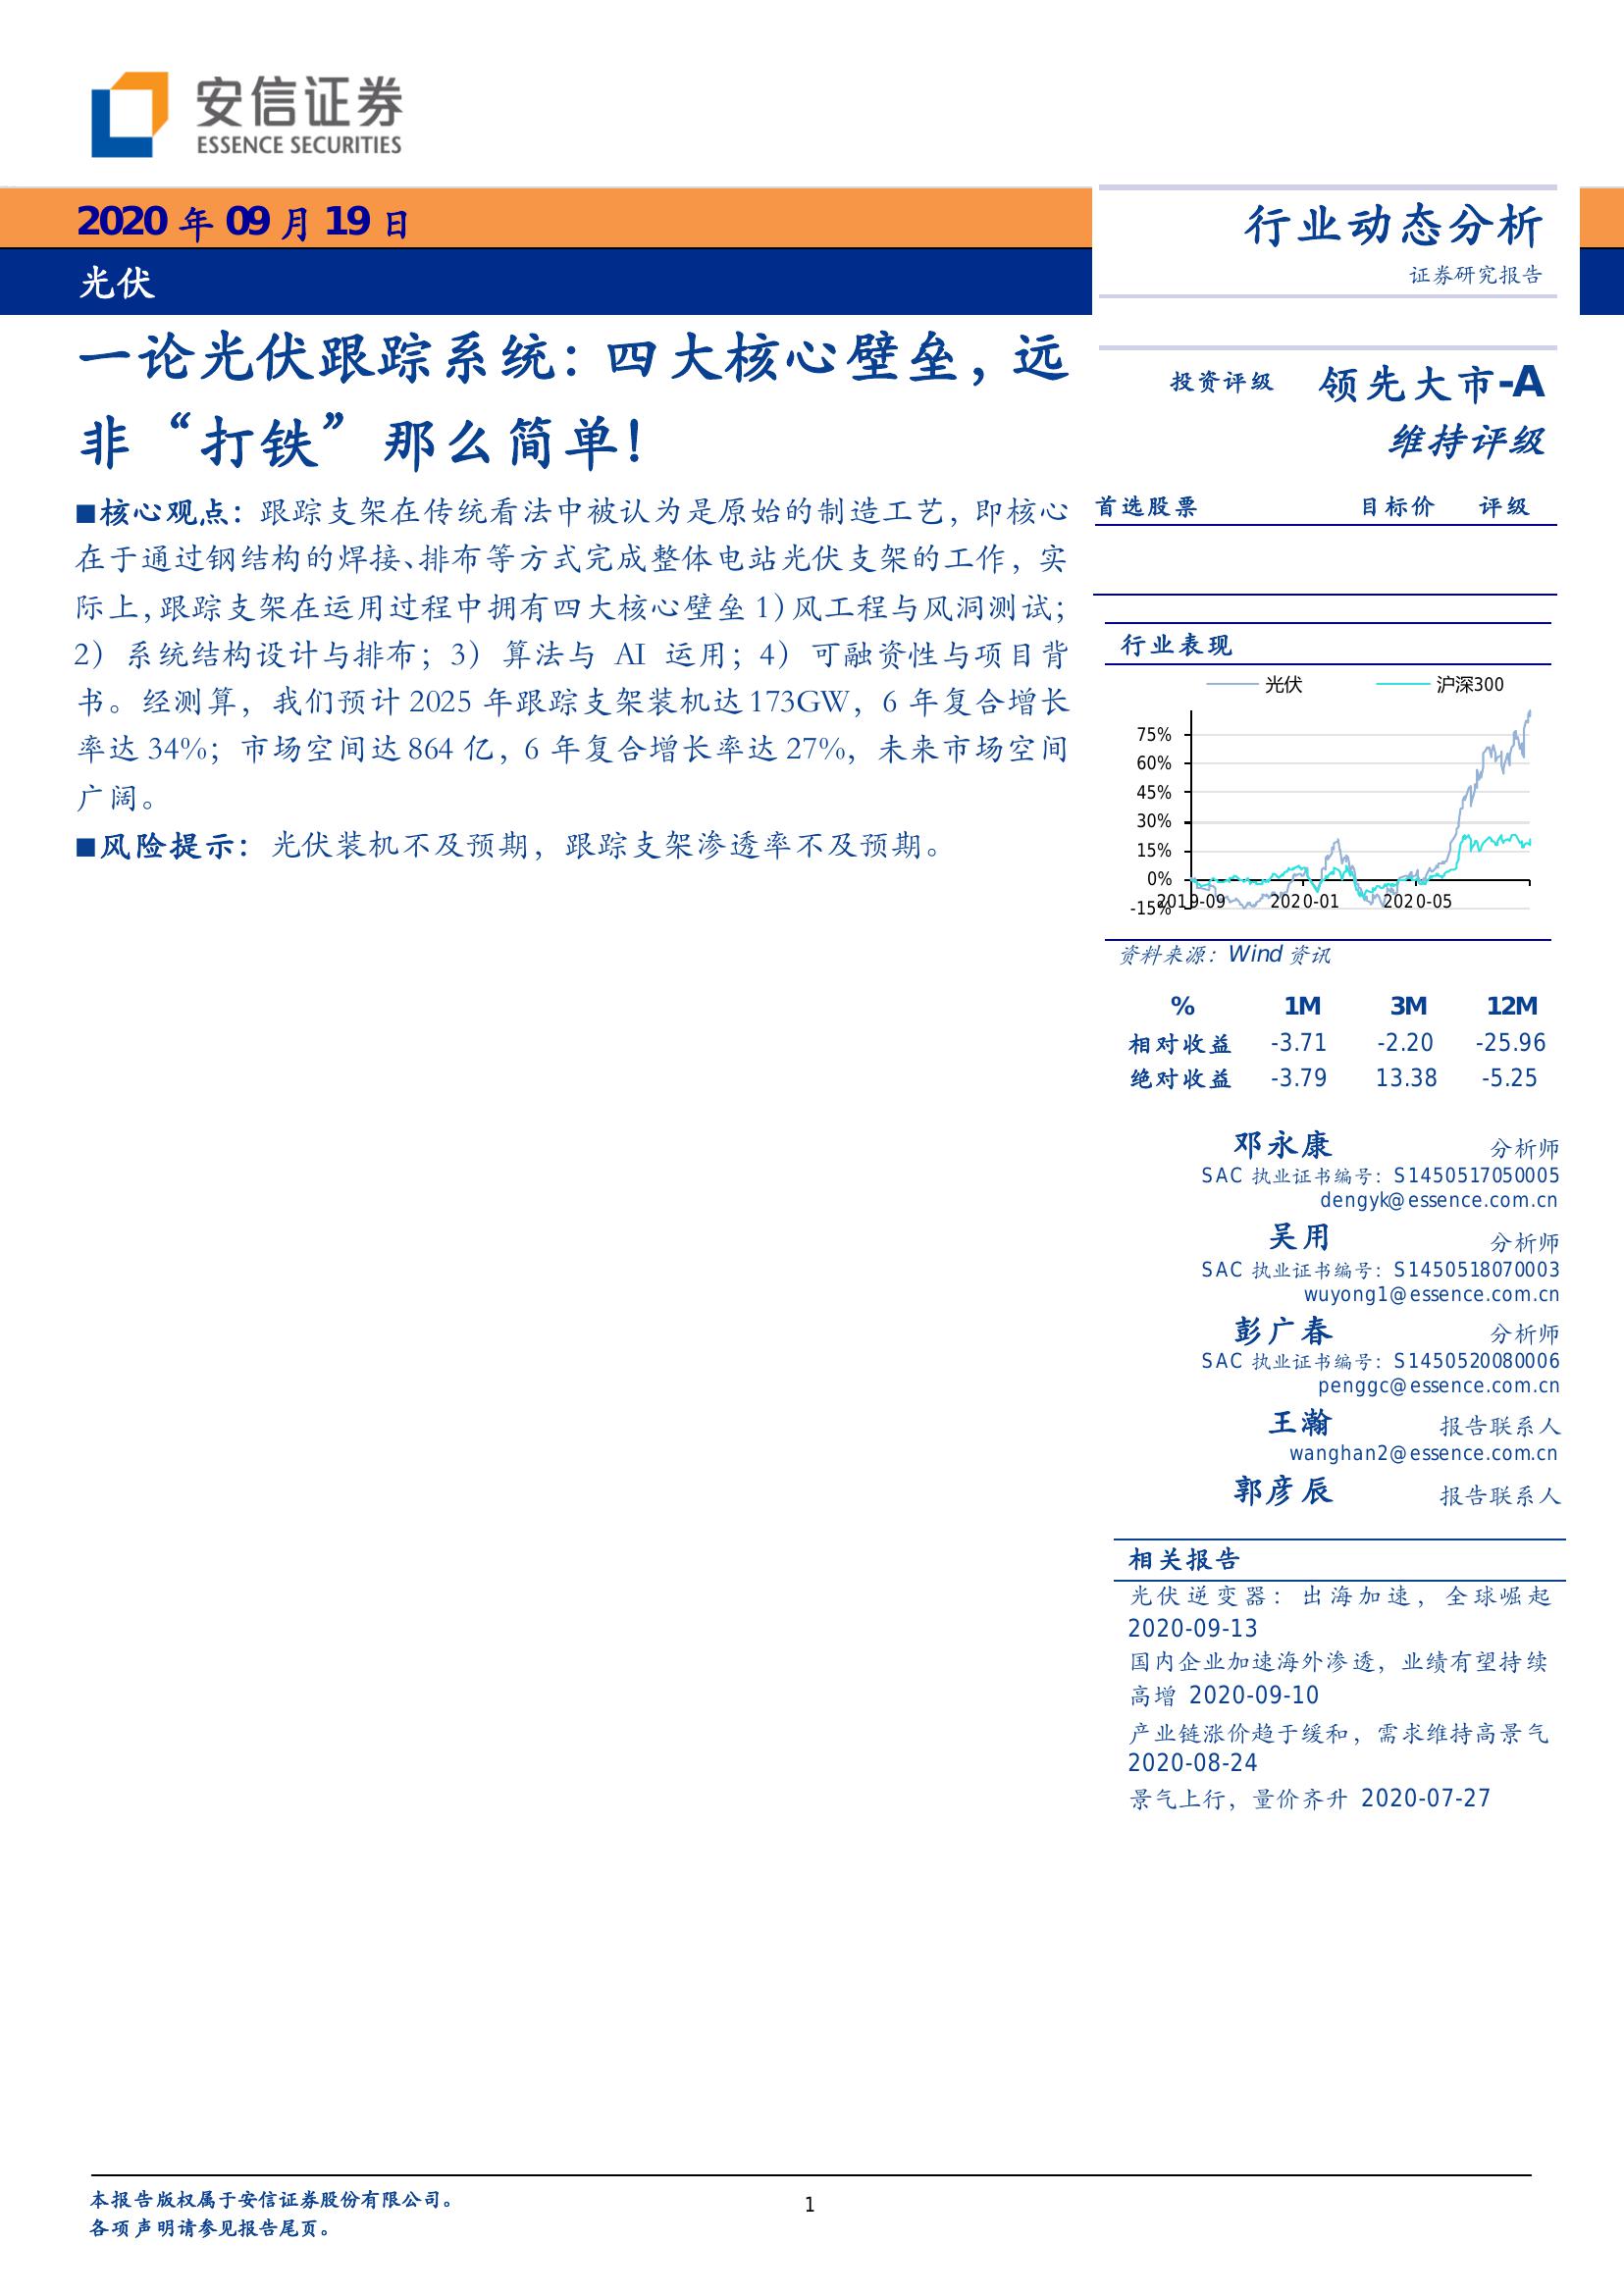 安信证券
ESSENCE SECURITIES
2020 年 09 月 19 日
光伏
行业动态分析
证券研究报告
一论光伏跟踪系统：四大核心壁垒，远
非“打铁”那么简单！
■核心观点：跟踪支架在传统看法中被认为是原始的制造工艺，即核心
在于通过钢结构的焊接、排布等方式完成整体电站光伏支架的工作，实
际上，跟踪支架在运用过程中拥有四大核心壁垒 1）风工程与风洞测试；
2）系统结构设计与排布；3）算法与 AI 运用；4）可融资性与项目背
书。经测算，我们预计 2025 年跟踪支架装机达 173GW，6 年复合增长
率达 34%；市场空间达 864 亿，6 年复合增长率达 27%，未来市场空间
广阔。
■风险提示：光伏装机不及预期，跟踪支架渗透率不及预期。
投资评级 领先大市-A
维持评级
首选股票 目标价 评级
行业表现
光伏 沪深300
75%
60%
45%
30%
15%
0%
-15%
2019-09 2020-01 2020-05
资料来源：Wind 资讯
% 1M 3M 12M
相对收益 -3.71 -2.20 -25.96
绝对收益 -3.79 13.38 -5.25
邓永康 分析师
SAC 执业证书编号：S1450517050005
dengyk@essence.com.cn
吴用 分析师
SAC 执业证书编号：S1450518070003
wuyong1@essence.com.cn
彭广春 分析师
SAC 执业证书编号：S1450520080006
penggc@essence.com.cn
王瀚 报告联系人
wanghan2@essence.com.cn
郭彦辰 报告联系人
相关报告
光伏逆变器：出海加速，全球崛起
2020-09-13
国内企业加速海外渗透，业绩有望持续
高增 2020-09-10
产业链涨价趋于缓和，需求维持高景气
2020-08-24
景气上行，量价齐升 2020-07-27
本报告版权属于安信证券股份有限公司。
各项声明请参见报告尾页。
1